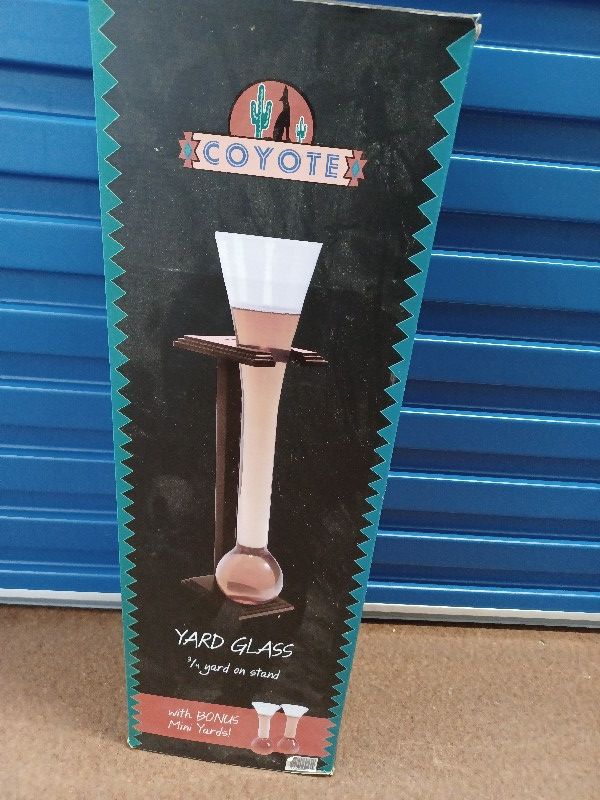 COYOTE
YARD GLASS
3/4 yard on stand
with BONUS
Mini Yards!